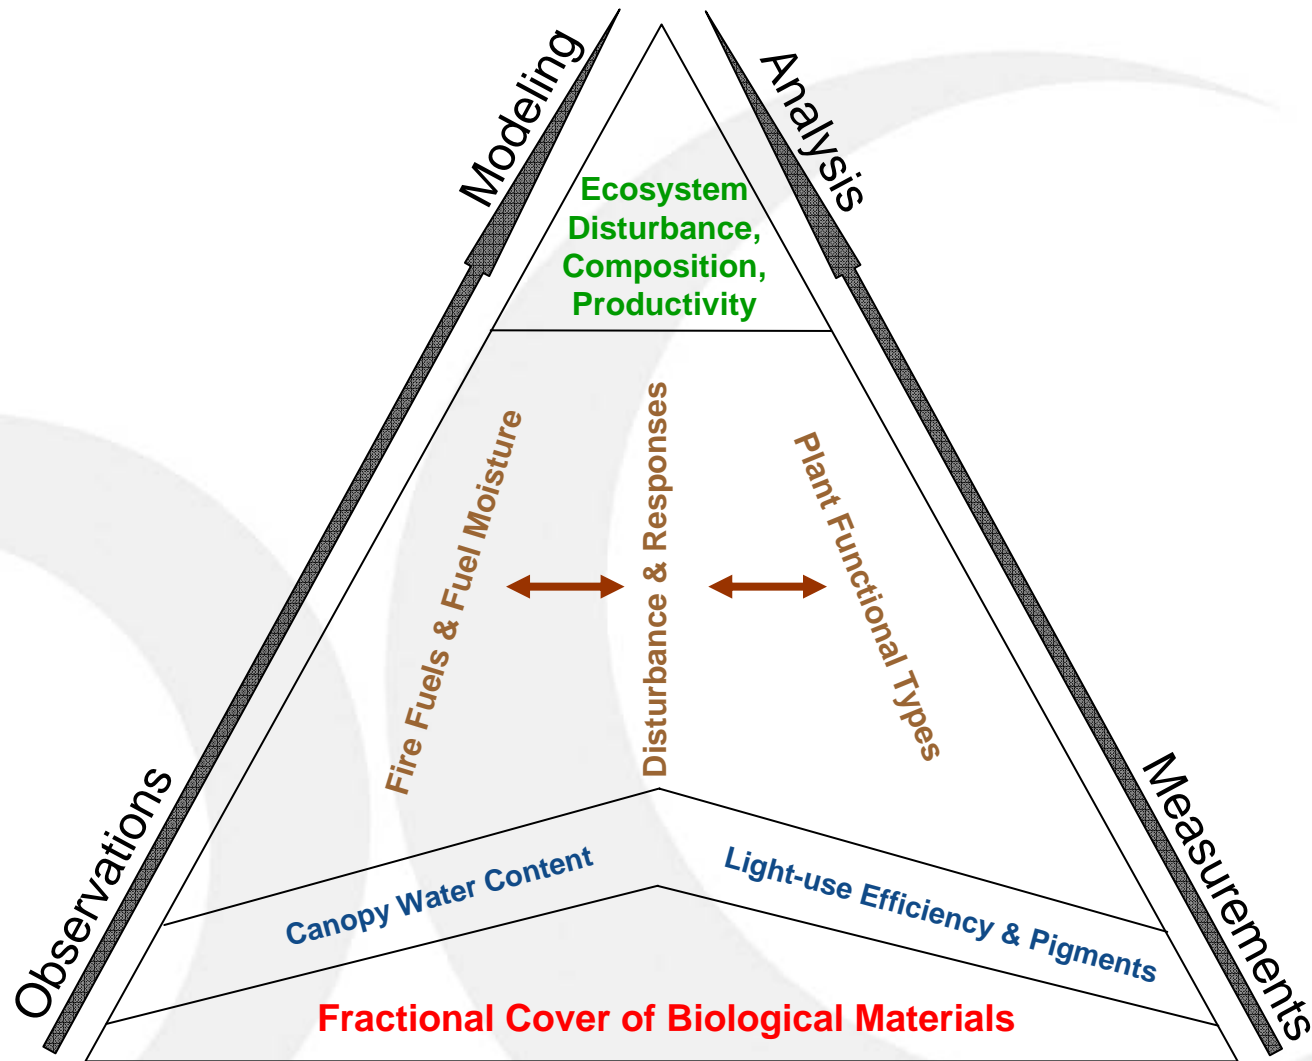 Modeling
Analysis
Ecosystem
Disturbance,
Composition,
Productivity
Fire Fuels & Fuel Moisture
Disturbance & Responses
Plant Functional Types
Observations
Measurements
Canopy Water Content
Light-use Efficiency & Pigments
Fractional Cover of Biological Materials